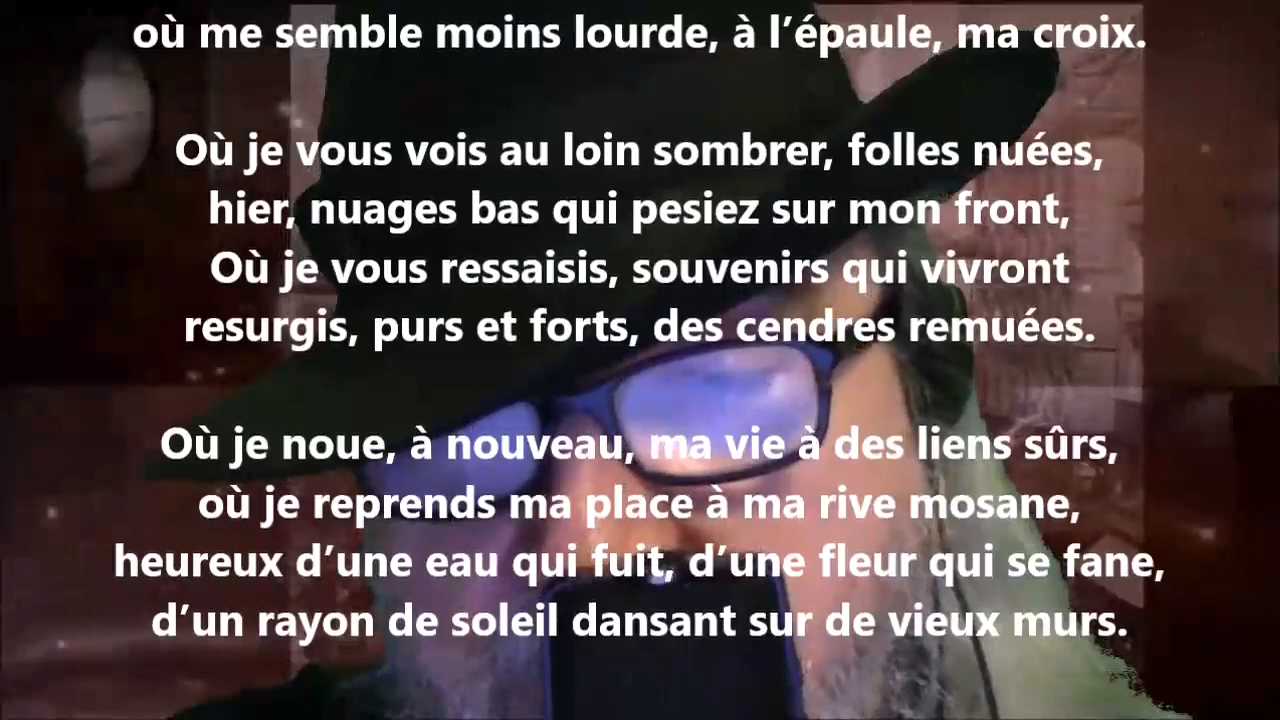 où me semble moins lourde, à l’épaule, ma croix.
Où je vous vois au loin sombrer, folles nuées,
hier, nuages bas qui pesiez sur mon front,
Où je vous ressaisis, souvenirs qui vivront
resurgis, purs et forts, des cendres remuées.
Où je noue, à nouveau, ma vie à des liens sûrs,
où je reprends ma place à ma rive mosane,
heureux d’une eau qui fuit, d’une fleur qui se fane,
d’un rayon de soleil dansant sur de vieux murs.